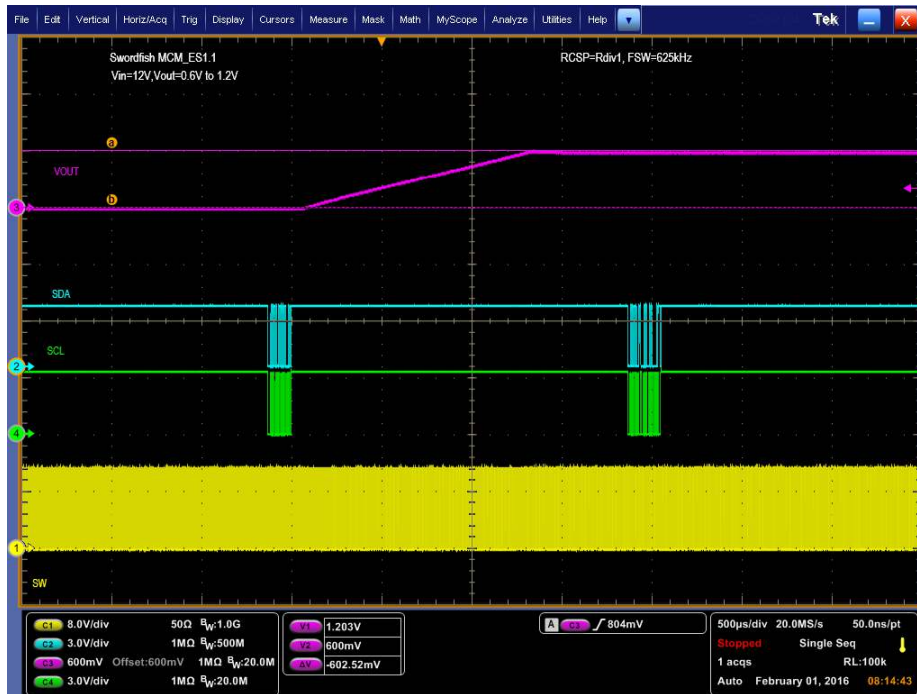 File Edit Vertical Horiz/Acq Trig Display Cursors Measure Mask Math MyScope Analyze Utilities Help Tek X
Swordfish MCM_ES1.1
Vin=12V,Vout=0.6V to 1.2V
RCSP=Rdiv1, FSW=625kHz
a
VOUT
b
3
SDA
SCL
2
4
1
SW
C1 8.0V/div 50Ω BW:1.0G
C2 3.0V/div 1MΩ BW:500M
C3 600mV Offset:600mV 1MΩ BW:20.0M
C4 3.0V/div 1MΩ BW:20.0M
V1 1.203V
V2 600mV
ΔV -602.52mV
A C3 804mV
500µs/div 20.0MS/s 50.0ns/pt
Stopped Single Seq
1 acqs RL:100k
Auto February 01, 2016 08:14:43